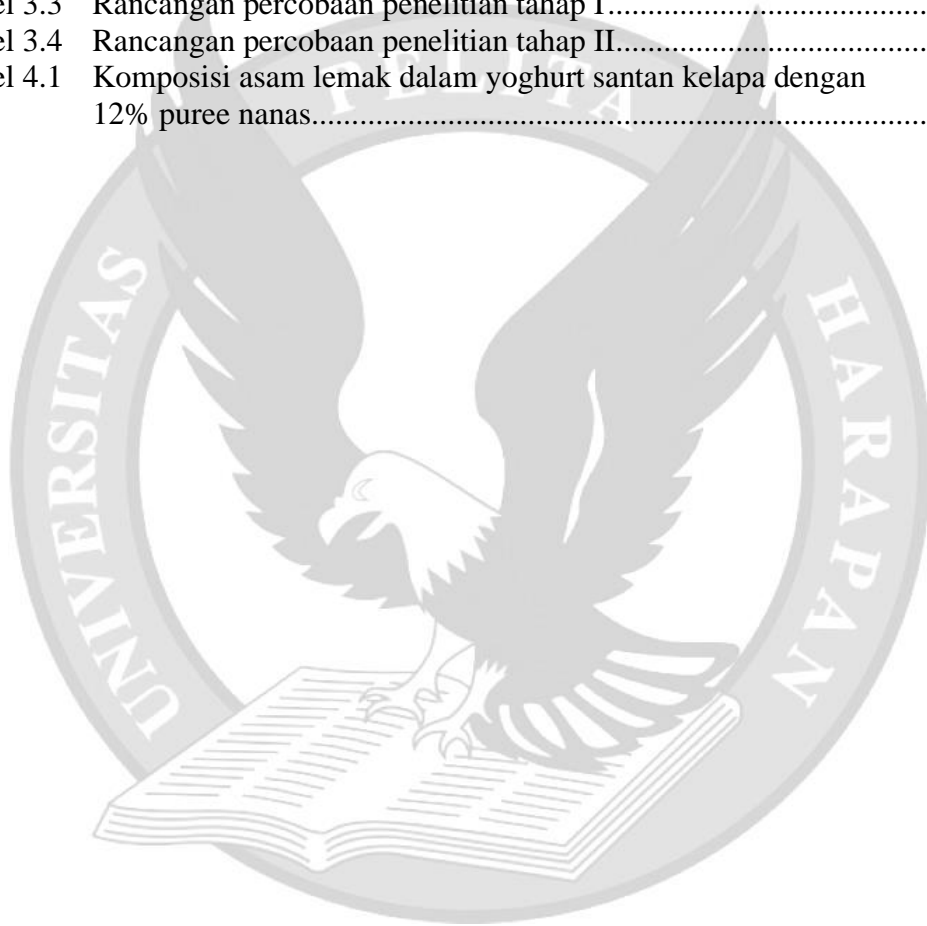 el 3.3 Rancangan percobaan penelitian tahap I.......................................
el 3.4 Rancangan percobaan penelitian tahap II......................................
el 4.1 Komposisi asam lemak dalam yoghurt santan kelapa dengan
12% puree nanas............................................................................
UNIVERSITAS PELITA HARAPAN